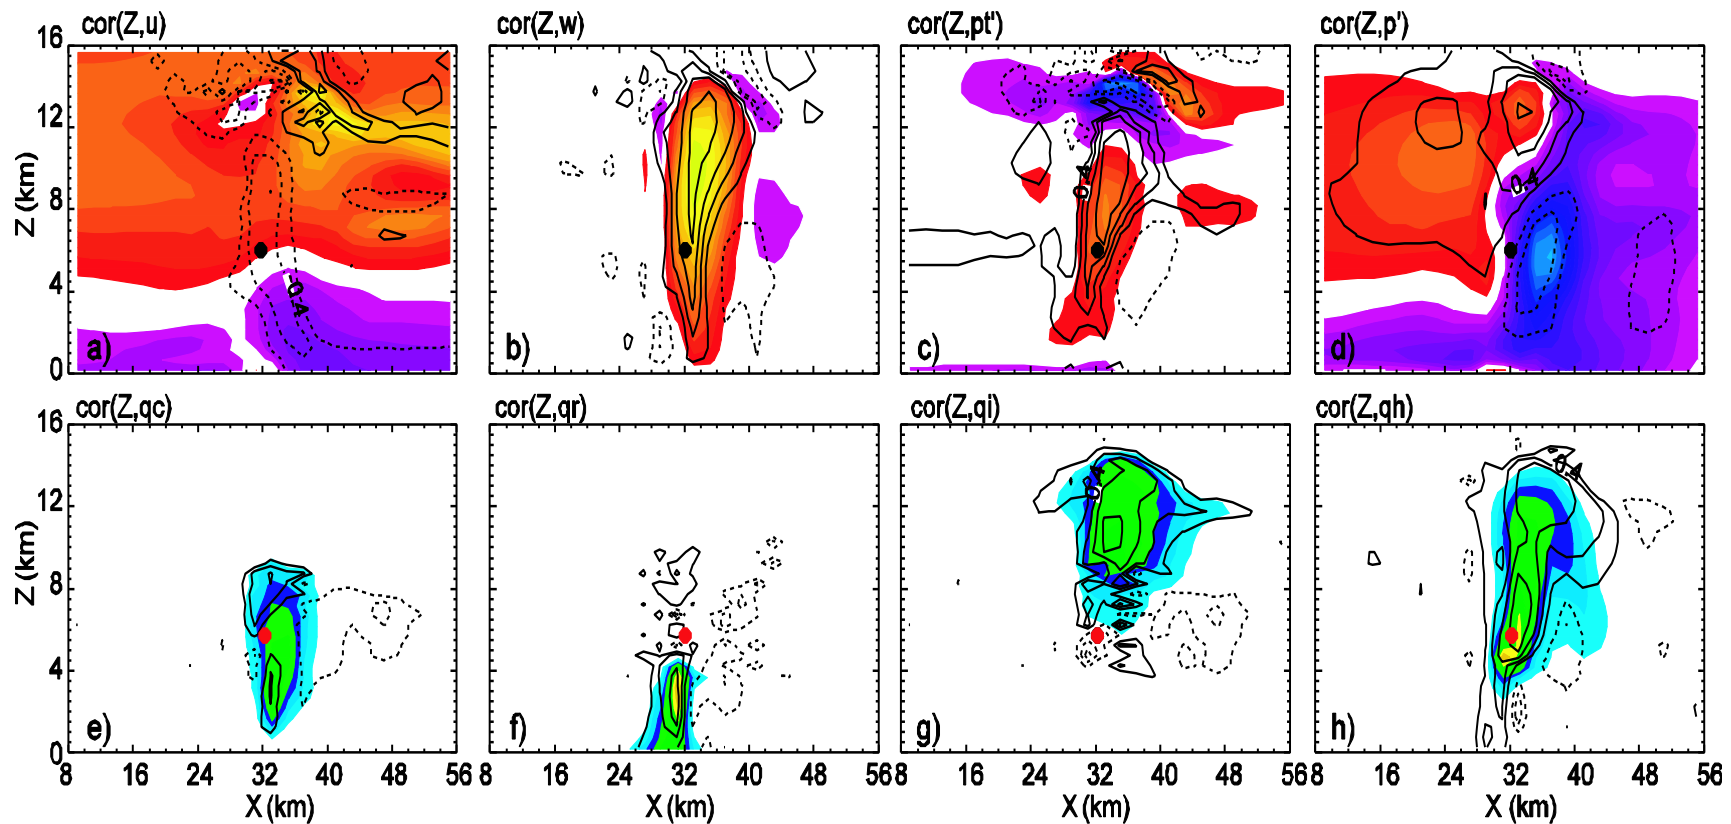 cor(Z,u) cor(Z,w) cor(Z,pt') cor(Z,p')
16
12
8
4
0
Z (km)
0.4
0.4
0.4
a) b) c) d)
cor(Z,qc) cor(Z,qr) cor(Z,qi) cor(Z,qh)
16
12
8
4
0
Z (km)
0.4
0.4
e) f) g) h)
8 16 24 32 40 48 56 8 16 24 32 40 48 56 8 16 24 32 40 48 56 8 16 24 32 40 48 56
X (km) X (km) X (km) X (km)